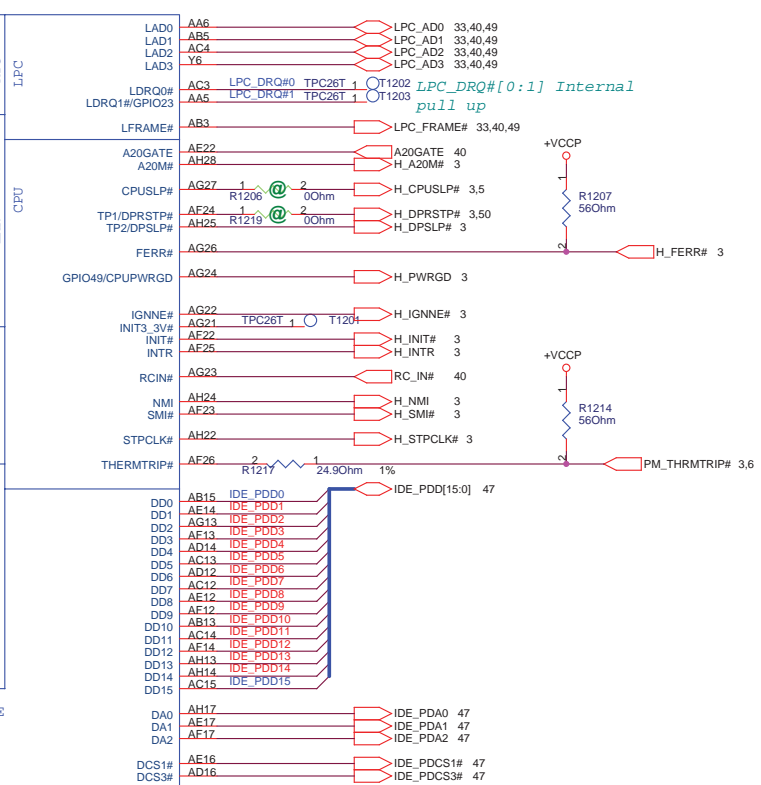 LPC
LAD0 AA6 LPC_AD0 33,40,49
LAD1 AB5 LPC_AD1 33,40,49
LAD2 AC4 LPC_AD2 33,40,49
LAD3 Y6 LPC_AD3 33,40,49
LDRQ0# AC3 LPC_DRQ#0 TPC26T 1 T1202
LDRQ1#/GPIO23 AA5 LPC_DRQ#1 TPC26T 1 T1203
LPC_DRQ#[0:1] Internal
pull up
LFRAME# AB3 LPC_FRAME# 33,40,49
CPU
A20GATE AE22 A20GATE 40
A20M# AH28 H_A20M# 3
+VCCP
CPUSLP# AG27 1 @ 2 H_CPUSLP# 3,5
R1206 0Ohm
1
R1207
56Ohm
2
TP1/DPRSTP# AF24 1 @ 2 H_DPRSTP# 3,50
TP2/DPSLP# AH25 R1219 0Ohm H_DPSLP# 3
FERR# AG26 H_FERR# 3
GPIO49/CPUPWRGD AG24 H_PWRGD 3
IGNNE# AG22 H_IGNNE# 3
INIT3_3V# AG21 TPC26T 1 T1201
INIT# AF22 H_INIT# 3
INTR AF25 H_INTR 3
+VCCP
RCIN# AG23 RC_IN# 40
NMI AH24 H_NMI 3
SMI# AF23 H_SMI# 3
1
R1214
56Ohm
2
STPCLK# AH22 H_STPCLK# 3
THERMTRIP# AF26 2 1 PM_THRMTRIP# 3,6
R1217 24.9Ohm 1%
IDE_PDD[15:0] 47
DD0 AB15 IDE_PDD0
DD1 AE14 IDE_PDD1
DD2 AG13 IDE_PDD2
DD3 AF13 IDE_PDD3
DD4 AD14 IDE_PDD4
DD5 AC13 IDE_PDD5
DD6 AD12 IDE_PDD6
DD7 AC12 IDE_PDD7
DD8 AE12 IDE_PDD8
DD9 AF12 IDE_PDD9
DD10 AB13 IDE_PDD10
DD11 AC14 IDE_PDD11
DD12 AF14 IDE_PDD12
DD13 AH13 IDE_PDD13
DD14 AH14 IDE_PDD14
DD15 AC15 IDE_PDD15
DA0 AH17 IDE_PDA0 47
DA1 AE17 IDE_PDA1 47
DA2 AF17 IDE_PDA2 47
DCS1# AE16 IDE_PDCS1# 47
DCS3# AD16 IDE_PDCS3# 47